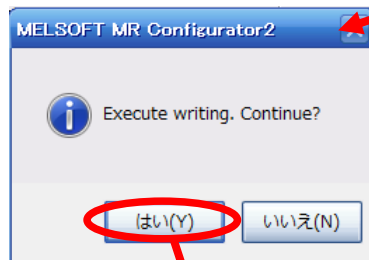 MELSOFT MR Configurator2
Execute writing. Continue?
はい(Y) いいえ(N)